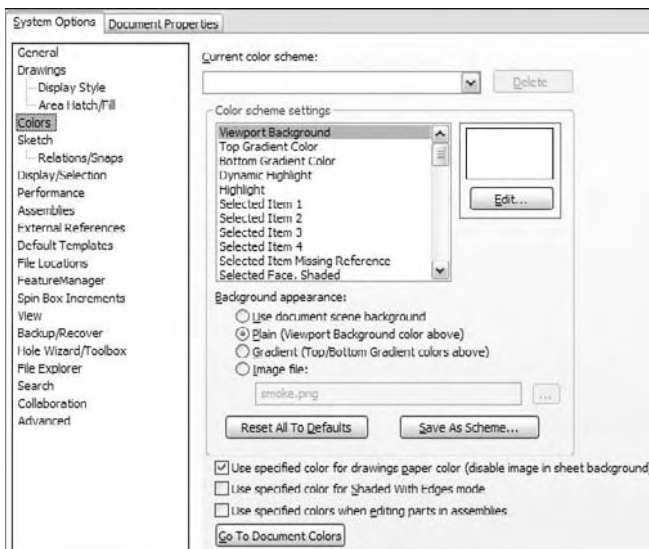 System Options
Document Properties
General
Drawings
Display Style
Area Hatch/Fill
Colors
Sketch
Relations/Snaps
Display/Selection
Performance
Assemblies
External References
Default Templates
File Locations
FeatureManager
Spin Box Increments
View
Backup/Recover
Hole Wizard/Toolbox
File Explorer
Search
Collaboration
Advanced
Current color scheme:
Delete
Color scheme settings
Viewport Background
Top Gradient Color
Bottom Gradient Color
Dynamic Highlight
Highlight
Selected Item 1
Selected Item 2
Selected Item 3
Selected Item 4
Selected Item Missing Reference
Selected Face, Shaded
Edit...
Background appearance:
Use document scene background
Plain (Viewport Background color above)
Gradient (Top/Bottom Gradient colors above)
Image file:
smoke.png
...
Reset All To Defaults
Save As Scheme...
Use specified color for drawings paper color (disable image in sheet background)
Use specified color for Shaded With Edges mode
Use specified colors when editing parts in assemblies
Go To Document Colors